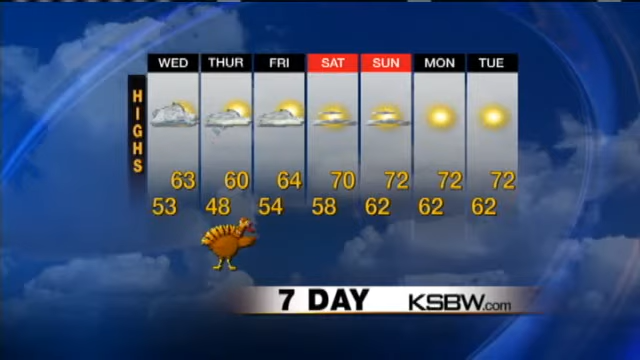 WED THUR FRI SAT SUN MON TUE
HIGHS
63 60 64 70 72 72 72
53 48 54 58 62 62 62
7 DAY KSBW.com